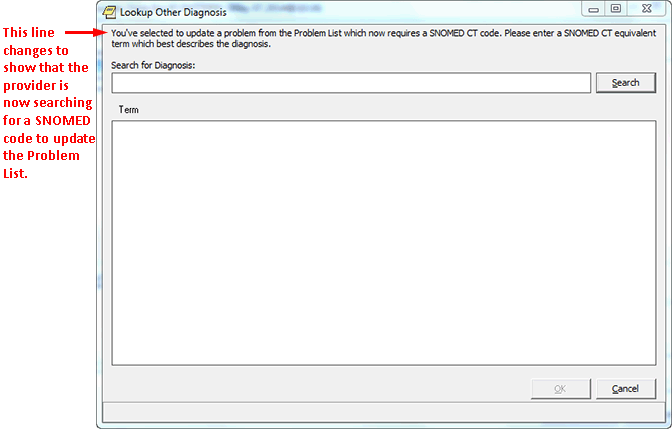 Lookup Other Diagnosis
This line
changes to
show that the
provider is
now searching
for a SNOMED
code to update
the Problem
List.
You've selected to update a problem from the Problem List which now requires a SNOMED CT code. Please enter a SNOMED CT equivalent
term which best describes the diagnosis.
Search for Diagnosis:
Search
Term
OK
Cancel